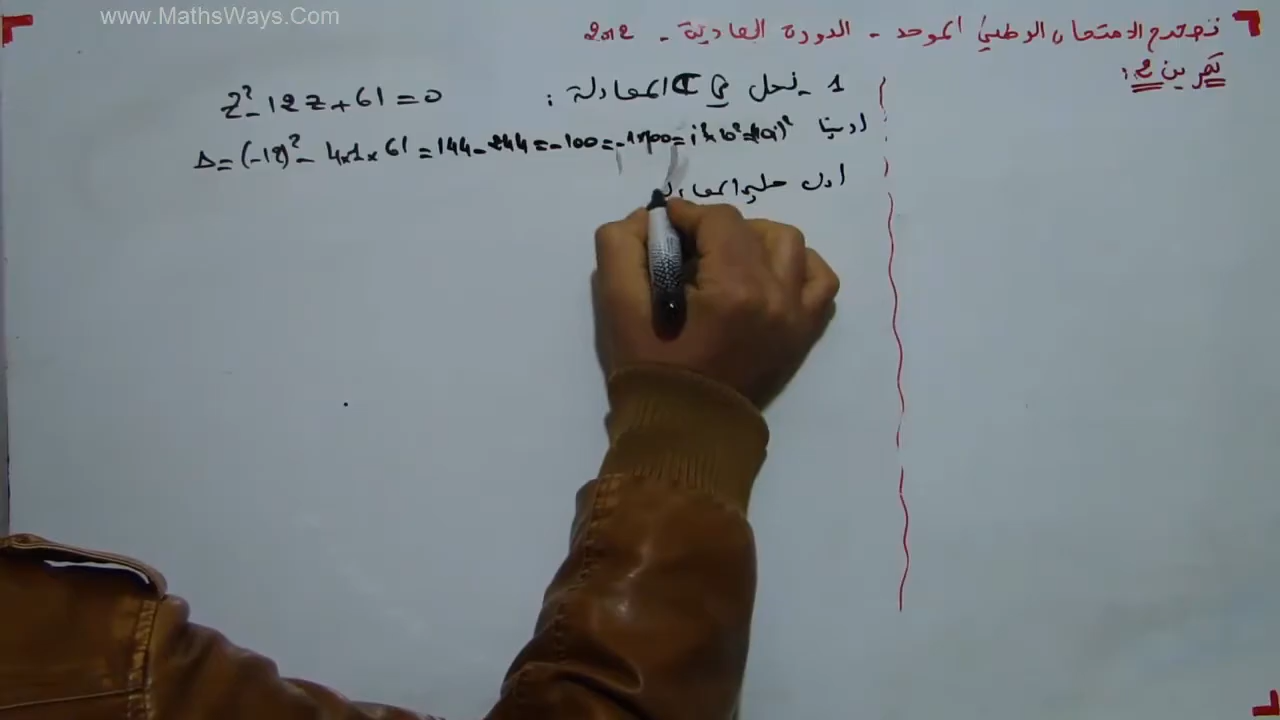 www.MathsWays.Com
تصحيح الامتحان الوطني الموحد - الدورة العادية - 2012
تمرين 2:
1 - نحل في ℂ المعادلة :
Z² - 12Z + 61 = 0
لدينا
Δ = (-12)² - 4×1×61 = 144 - 244 = -100 = -1×100 = i²×10² = (10i)²
اذن حلي المعادلة